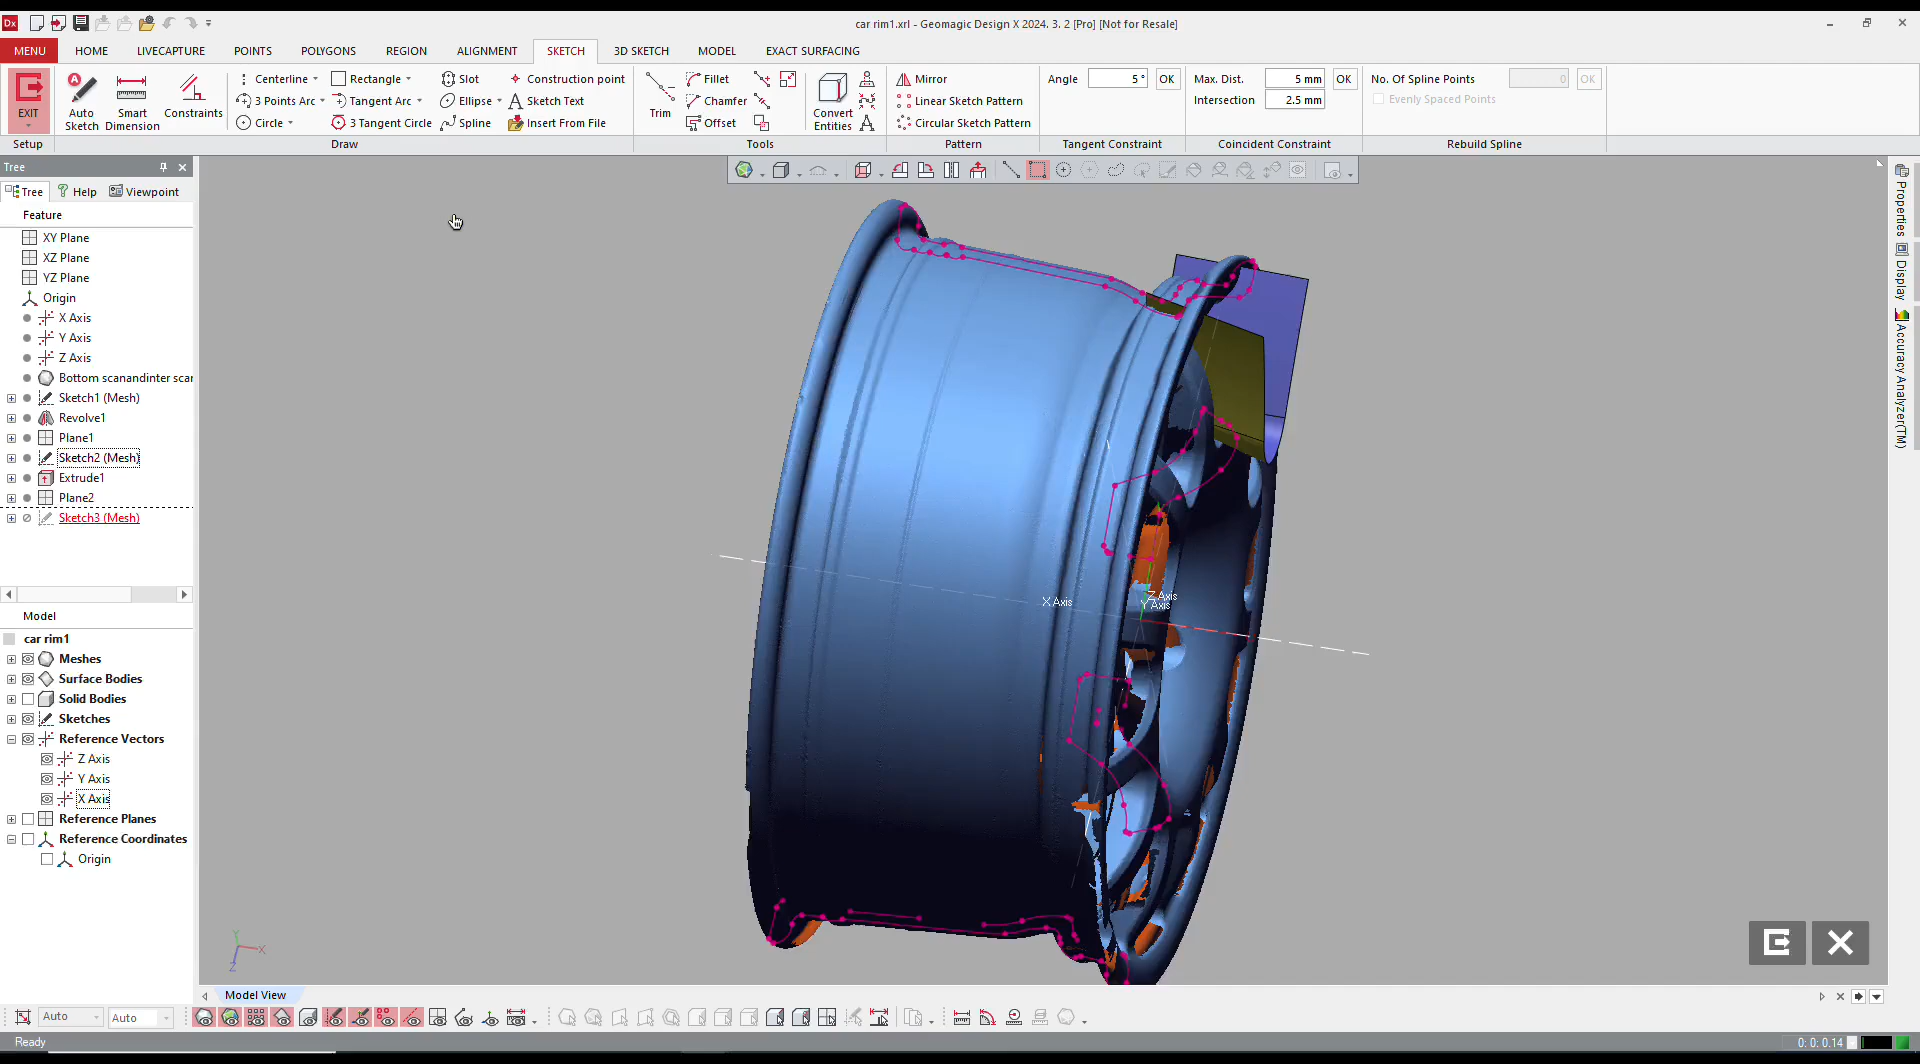 Dx
car rim1.xrl - Geomagic Design X 2024. 3. 2 [Pro] [Not for Resale]
MENU HOME LIVECAPTURE POINTS POLYGONS REGION ALIGNMENT SKETCH 3D SKETCH MODEL EXACT SURFACING
Centerline Rectangle Slot Construction point Fillet Mirror Angle 5 ° OK Max. Dist. 5 mm OK No. Of Spline Points 0 OK
3 Points Arc Tangent Arc Ellipse Sketch Text Chamfer Linear Sketch Pattern Intersection 2.5 mm Evenly Spaced Points
EXIT Auto Sketch Smart Dimension Constraints Trim Convert Entities
Circle 3 Tangent Circle Spline Insert From File Offset Circular Sketch Pattern
Setup Draw Tools Pattern Tangent Constraint Coincident Constraint Rebuild Spline
Tree
Tree Help Viewpoint
Feature
XY Plane
XZ Plane
YZ Plane
Origin
X Axis
Y Axis
Z Axis
Bottom scanandinter scar
Sketch1 (Mesh)
Revolve1
Plane1
Sketch2 (Mesh)
Extrude1
Plane2
Sketch3 (Mesh)
Model
car rim1
Meshes
Surface Bodies
Solid Bodies
Sketches
Reference Vectors
Z Axis
Y Axis
X Axis
Reference Planes
Reference Coordinates
Origin
X Axis
Z Axis
Y Axis
Y
X
Z
Properties
Display
Accuracy Analyzer(TM)
Model View
Auto Auto
Ready
0: 0: 0.14